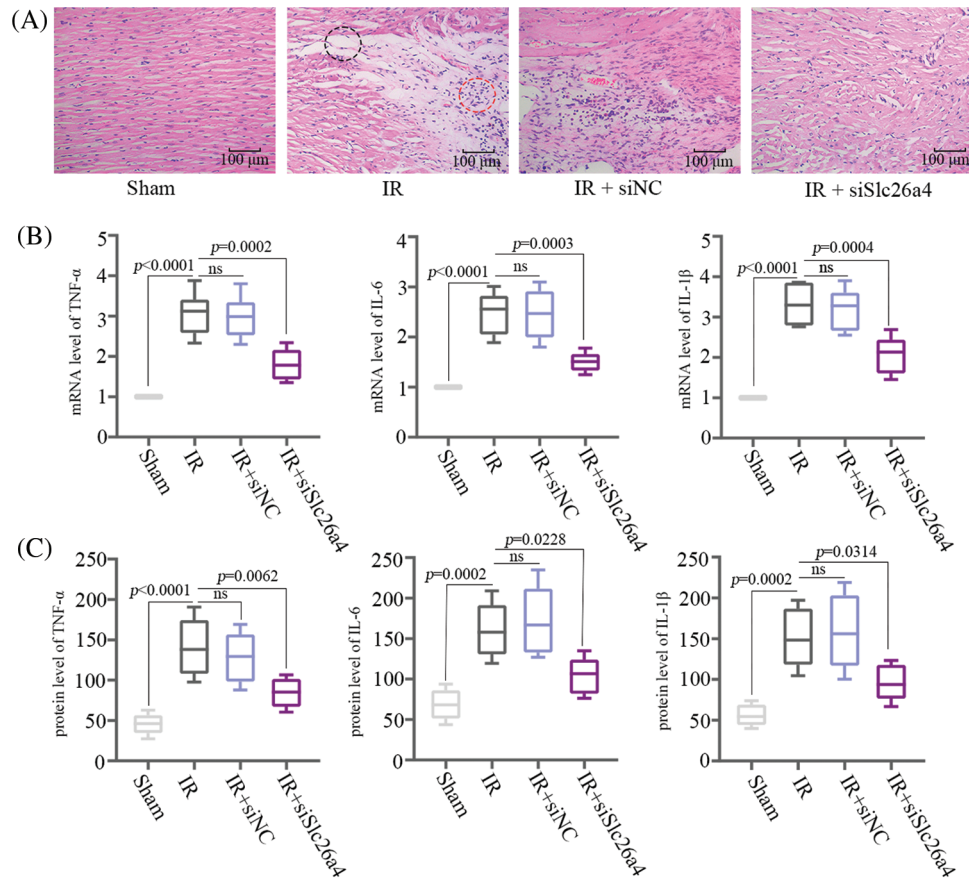 (A)
100 μm
100 μm
100 μm
100 μm
Sham
IR
IR + siNC
IR + siSlc26a4
(B)
mRNA level of TNF-α
5
4
3
2
1
0
p<0.0001
p=0.0002
ns
Sham
IR
IR+siNC
IR+siSlc26a4
mRNA level of IL-6
4
3
2
1
0
p<0.0001
p=0.0003
ns
Sham
IR
IR+siNC
IR+siSlc26a4
mRNA level of IL-1β
5
4
3
2
1
0
p<0.0001
p=0.0004
ns
Sham
IR
IR+siNC
IR+siSlc26a4
(C)
protein level of TNF-α
250
200
150
100
50
0
p<0.0001
p=0.0062
ns
Sham
IR
IR+siNC
IR+siSlc26a4
protein level of IL-6
250
200
150
100
50
0
p=0.0002
p=0.0228
ns
Sham
IR
IR+siNC
IR+siSlc26a4
protein level of IL-1β
250
200
150
100
50
0
p=0.0002
p=0.0314
ns
Sham
IR
IR+siNC
IR+siSlc26a4